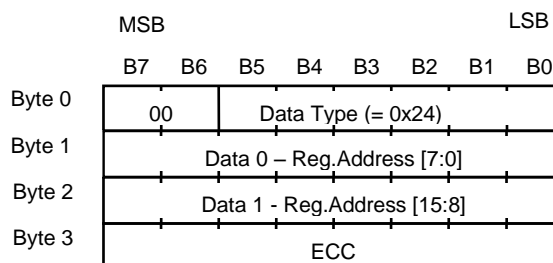 MSB LSB
B7 B6 B5 B4 B3 B2 B1 B0
Byte 0 00 Data Type (= 0x24)
Byte 1 Data 0 – Reg.Address [7:0]
Byte 2 Data 1 - Reg.Address [15:8]
Byte 3 ECC